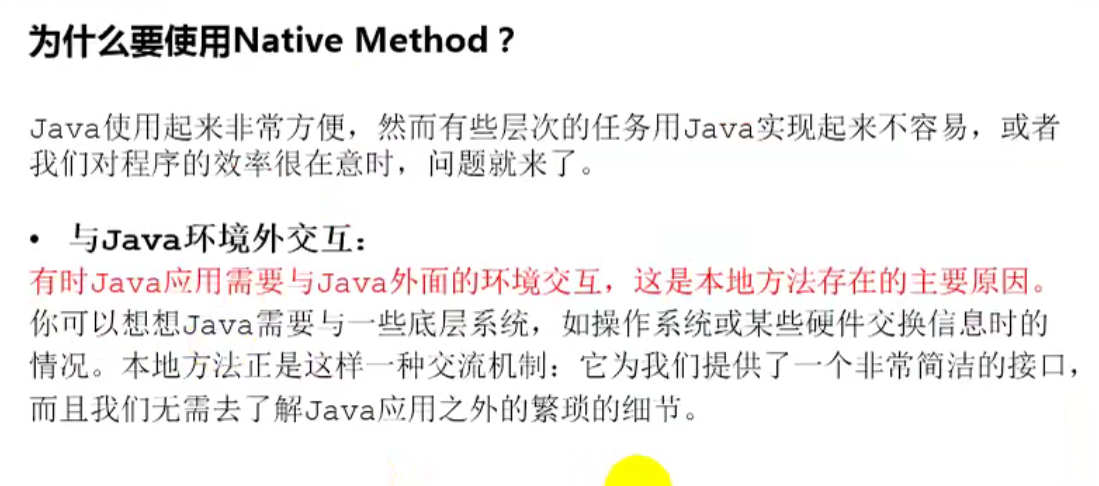 为什么要使用Native Method？
Java使用起来非常方便，然而有些层次的任务用Java实现起来不容易，或者
我们对程序的效率很在意时，问题就来了。
• 与Java环境外交互：
有时Java应用需要与Java外面的环境交互，这是本地方法存在的主要原因。
你可以想想Java需要与一些底层系统，如操作系统或某些硬件交换信息时的
情况。本地方法正是这样一种交流机制：它为我们提供了一个非常简洁的接口，
而且我们无需去了解Java应用之外的繁琐的细节。